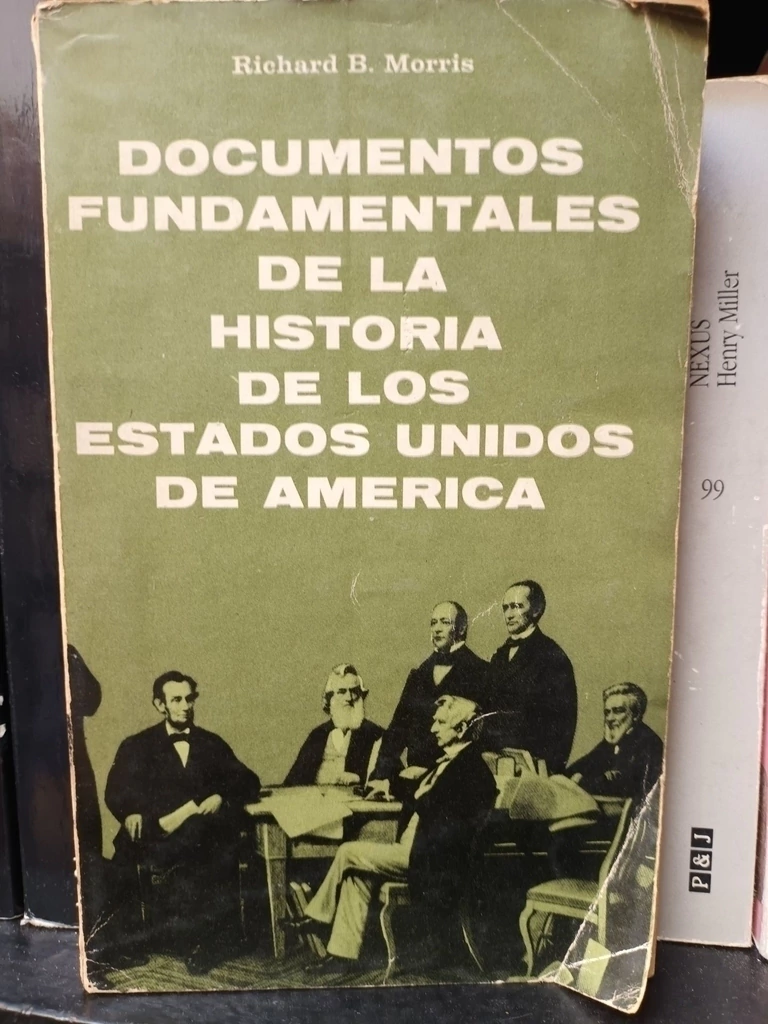 Richard B. Morris
DOCUMENTOS
FUNDAMENTALES
DE LA
HISTORIA
DE LOS
ESTADOS UNIDOS
DE AMERICA
NEXUS
Henry Miller
99
P&J